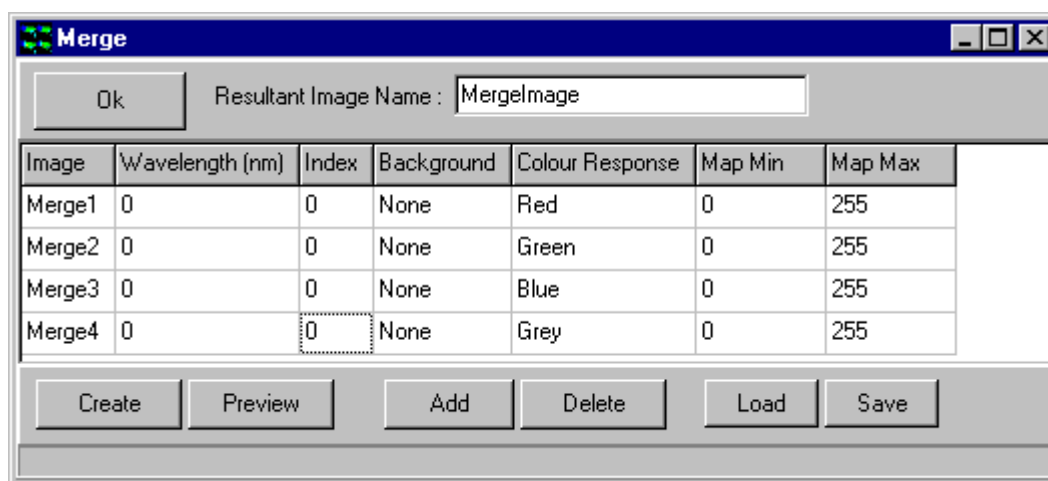 Merge
Ok Resultant Image Name : MergeImage
Image Wavelength (nm) Index Background Colour Response Map Min Map Max
Merge1 0 0 None Red 0 255
Merge2 0 0 None Green 0 255
Merge3 0 0 None Blue 0 255
Merge4 0 0 None Grey 0 255
Create Preview Add Delete Load Save